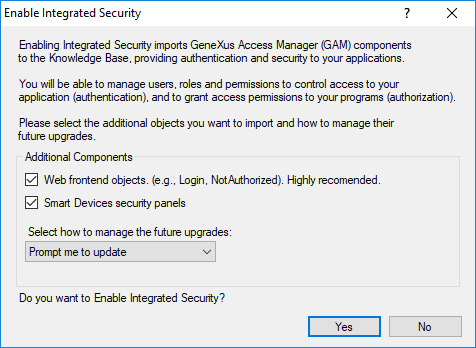 Enable Integrated Security
?
Enabling Integrated Security imports GeneXus Access Manager (GAM) components
to the Knowledge Base, providing authentication and security to your applications.
You will be able to manage users, roles and permissions to control access to your
application (authentication), and to grant access permissions to your programs (authorization).
Please select the additional objects you want to import and how to manage their
future upgrades.
Additional Components
Web frontend objects. (e.g., Login, NotAuthorized). Highly recomended.
Smart Devices security panels
Select how to manage the future upgrades:
Prompt me to update
Do you want to Enable Integrated Security?
Yes
No